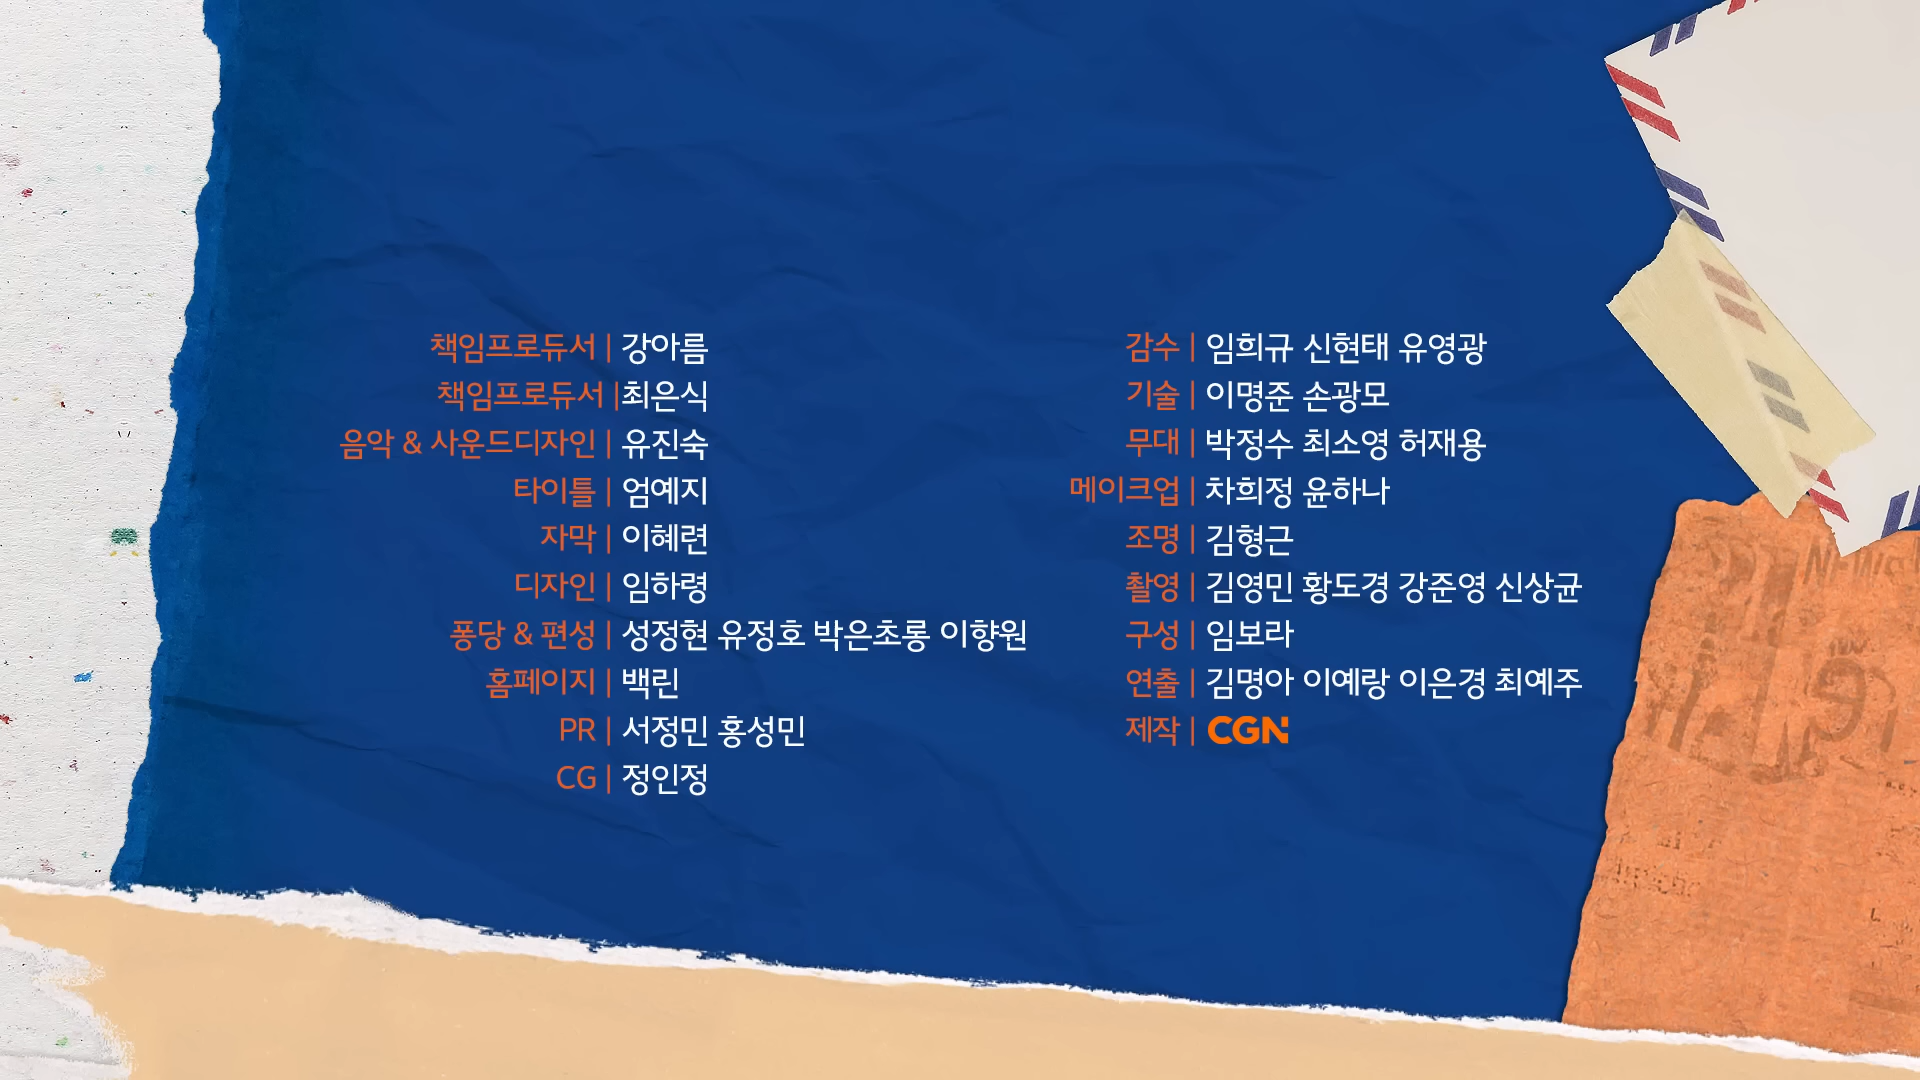 책임프로듀서 | 강아름
책임프로듀서 |최은식
음악 & 사운드디자인 | 유진숙
타이틀 | 엄예지
자막 | 이혜련
디자인 | 임하령
퐁당 & 편성 | 성정현 유정호 박은초롱 이향원
홈페이지 | 백린
PR | 서정민 홍성민
CG | 정인정
감수 | 임희규 신현태 유영광
기술 | 이명준 손광모
무대 | 박정수 최소영 허재용
메이크업 | 차희정 윤하나
조명 | 김형근
촬영 | 김영민 황도경 강준영 신상균
구성 | 임보라
연출 | 김명아 이예랑 이은경 최예주
제작 | CGN